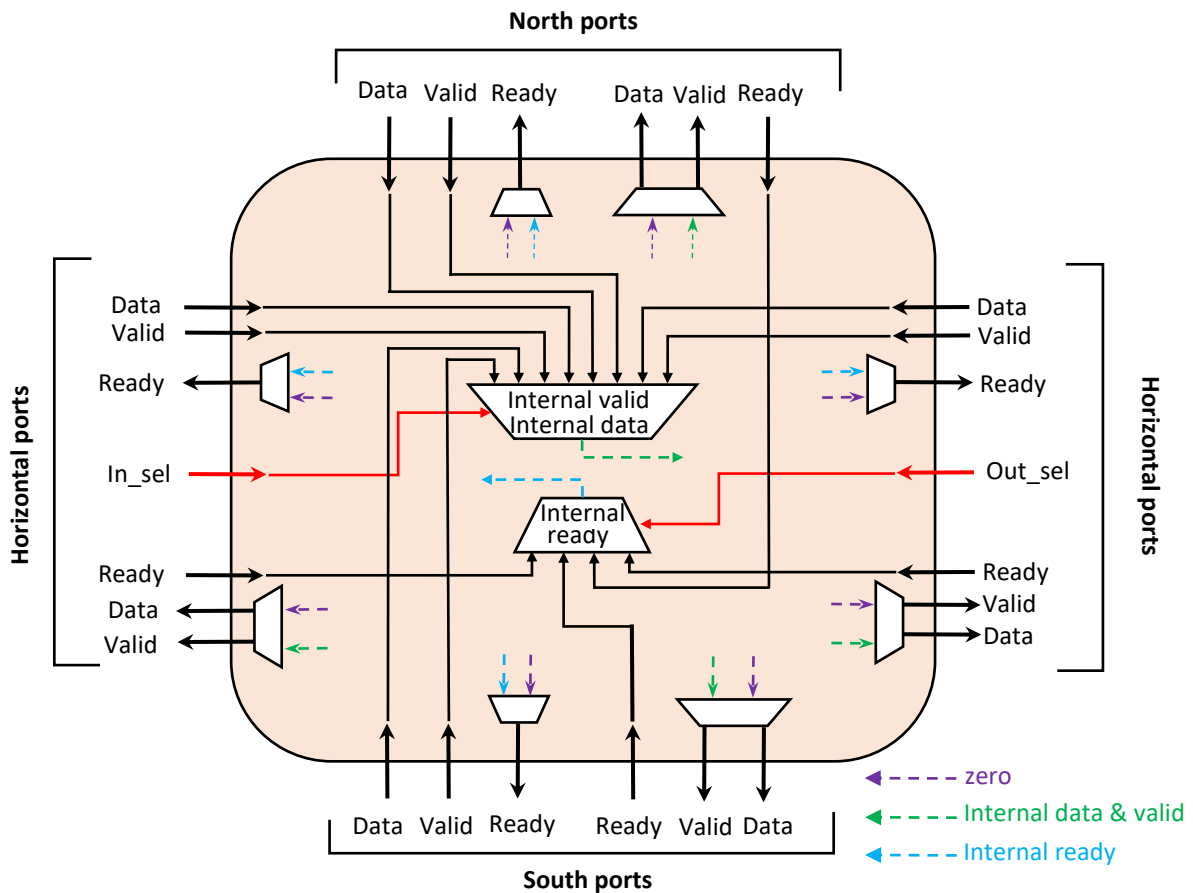 North ports
Data Valid Ready Data Valid Ready
Data Data
Valid Valid
Ready Ready
Internal valid
Internal data
Horizontal ports
Horizontal ports
In_sel Out_sel
Internal
ready
Ready Ready
Data Valid
Valid Data
zero
Internal data & valid
Data Valid Ready Ready Valid Data
Internal ready
South ports